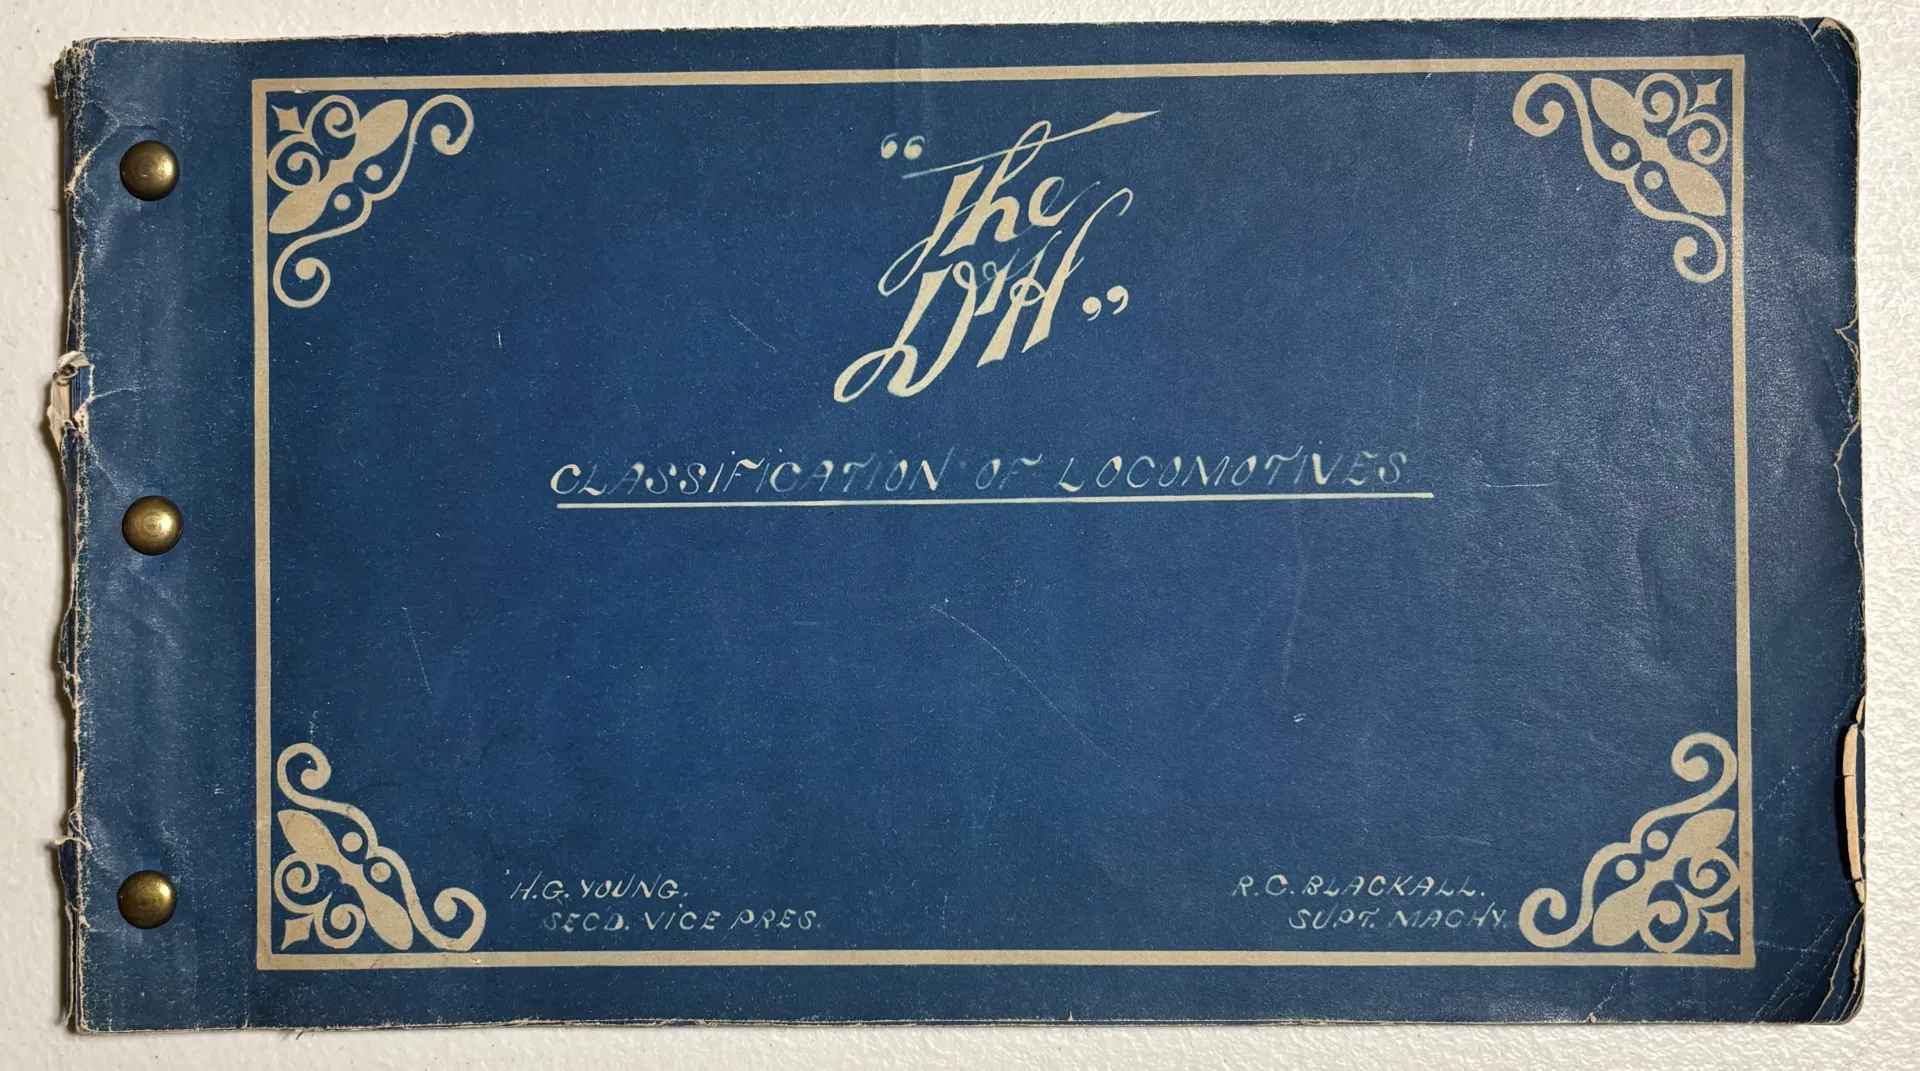 "The
D&H"
CLASSIFICATION OF LOCOMOTIVES
H.G. YOUNG.
SECD. VICE PRES.
R.C. BLACKALL.
SUPT. MACHY.